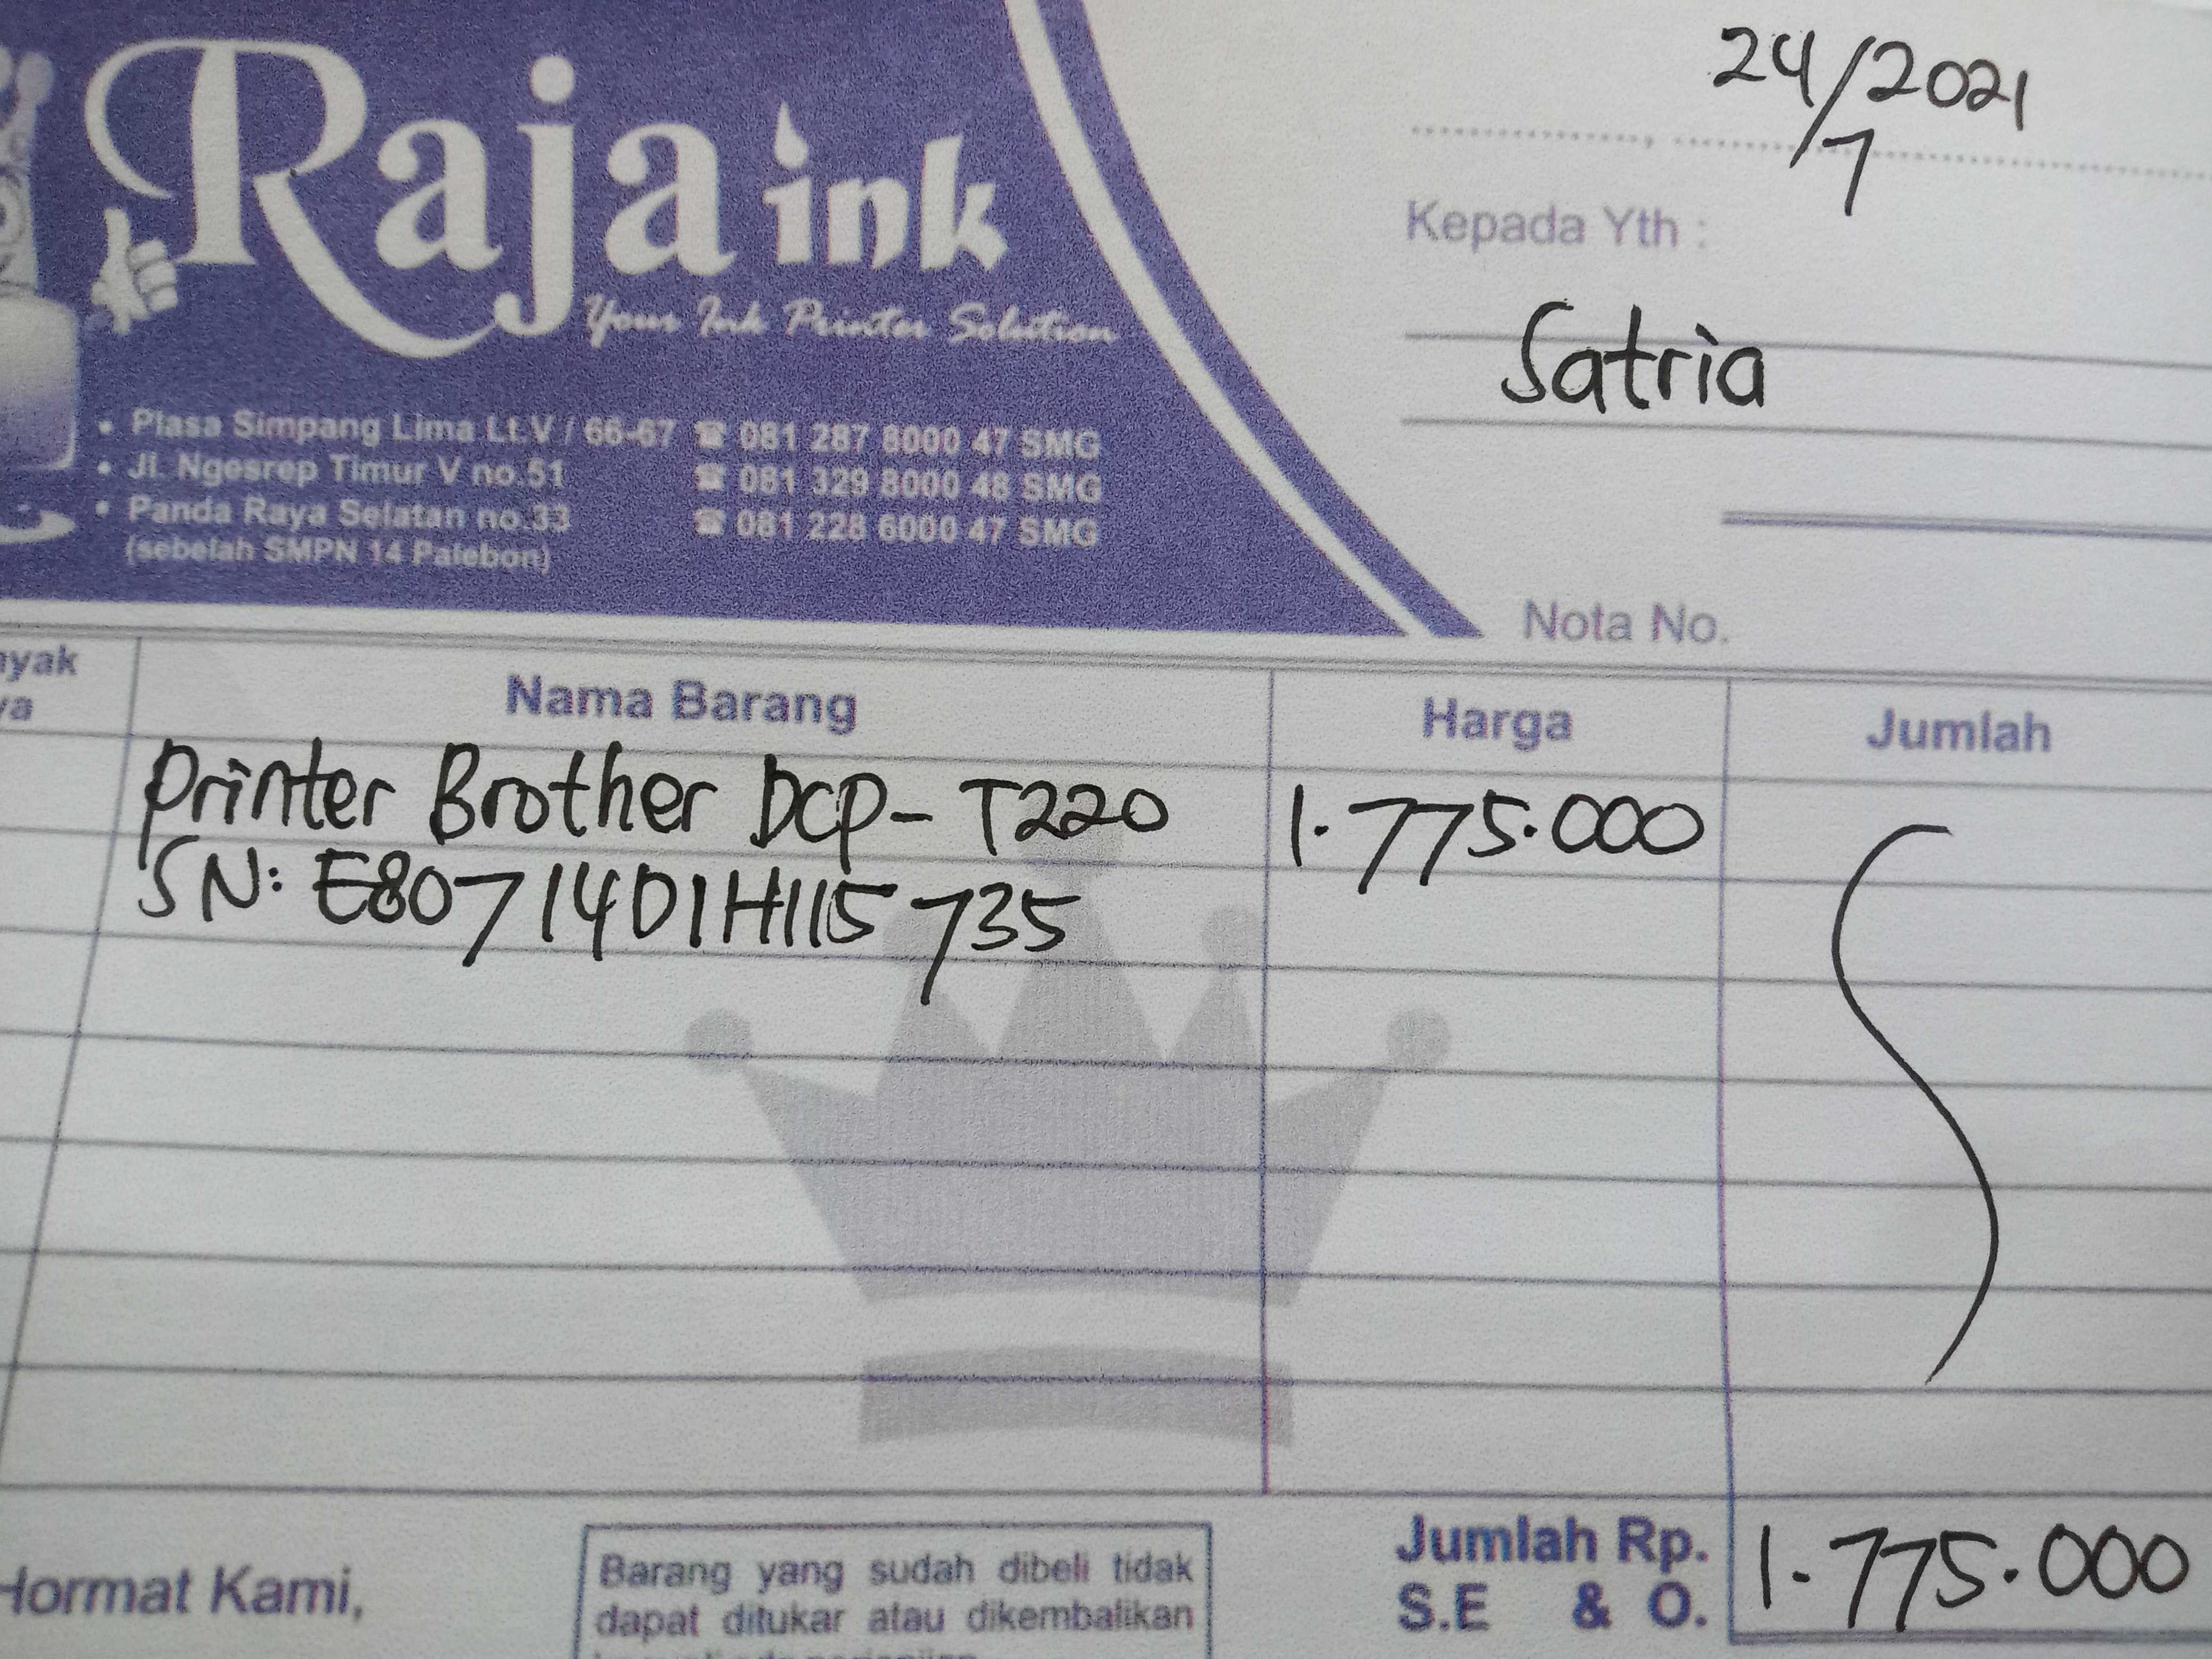 Raja ink
Your Ink Printer Solution
• Plasa Simpang Lima Lt.V / 66-67 ☎ 081 287 8000 47 SMG
• Jl. Ngesrep Timur V no.51 ☎ 081 329 8000 48 SMG
• Panda Raya Selatan no.33 ☎ 081 228 6000 47 SMG
(sebelah SMPN 14 Palebon)
24/7 2021
Kepada Yth :
Satria
Nota No.
nyak
ya
Nama Barang Harga Jumlah
Printer Brother DCP-T220 1.775.000
SN: E8071401H115735
Hormat Kami,
Barang yang sudah dibeli tidak
dapat ditukar atau dikembalikan
Jumlah Rp. 1.775.000
S.E & O.